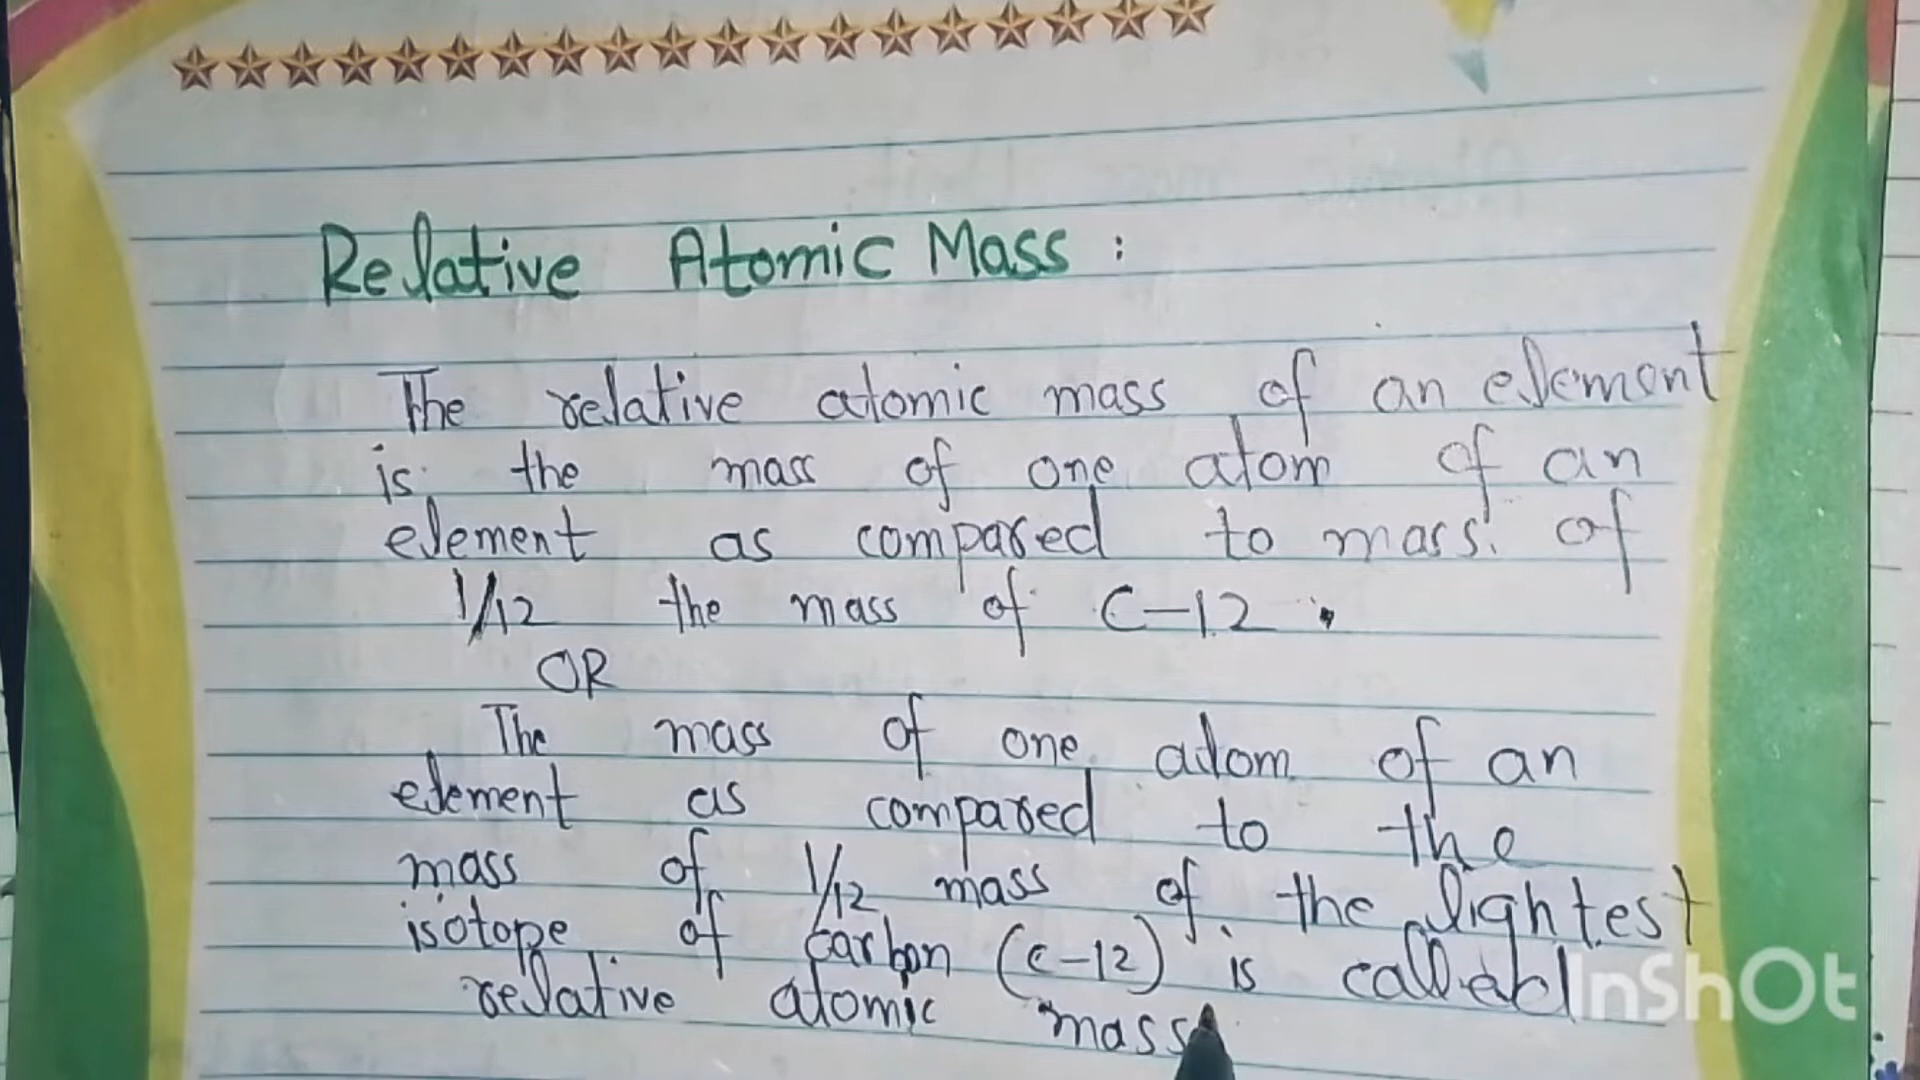 Relative Atomic Mass :
The relative atomic mass of an element
is the mass of one atom of an
element as compared to mass of
1/12 the mass of C-12 .
OR
The mass of one atom of an
element as compared to the
mass of 1/12 mass of the lightest
isotope of carbon (c-12) is called
relative atomic mass
InShOt